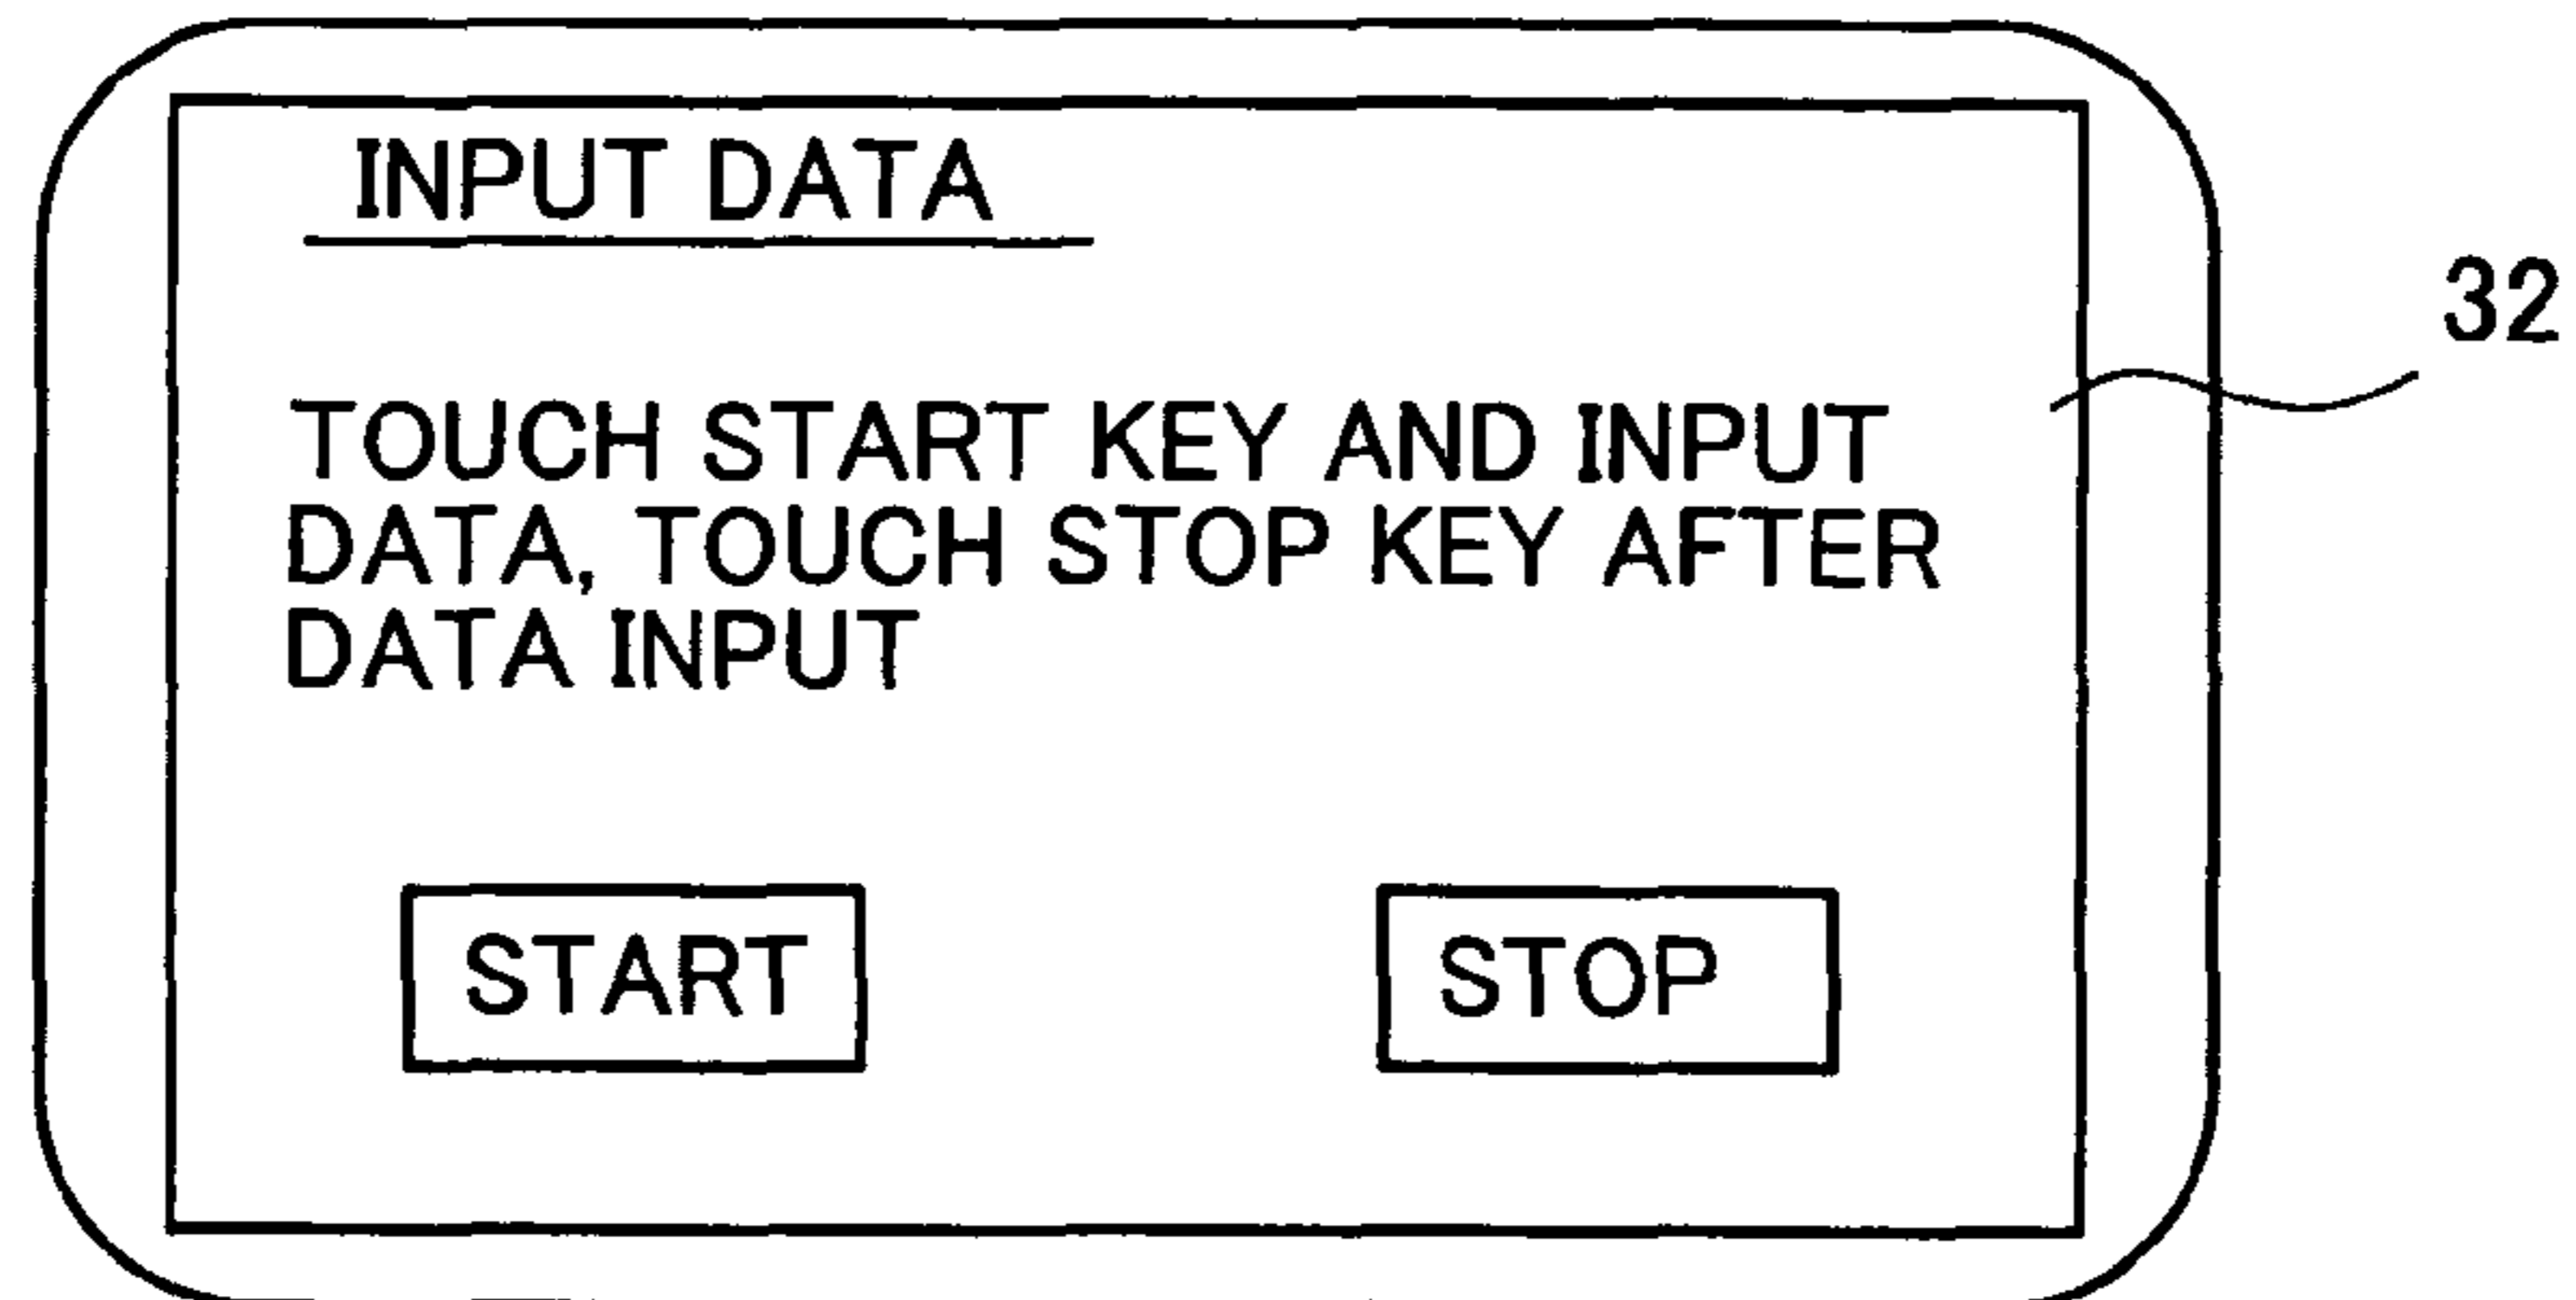 INPUT DATA
32
TOUCH START KEY AND INPUT
DATA, TOUCH STOP KEY AFTER
DATA INPUT
START
STOP